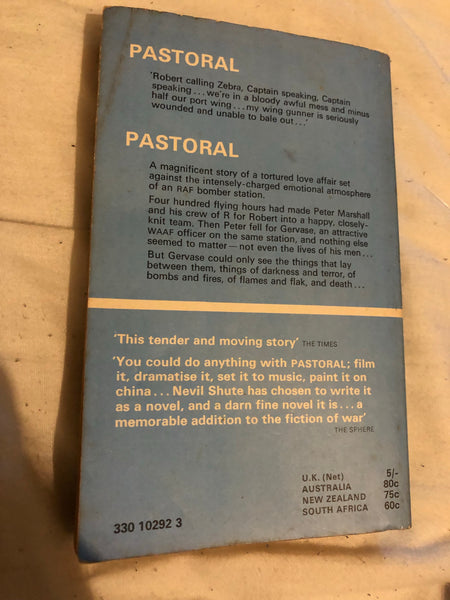 PASTORAL
'Robert calling Zebra, Captain speaking, Captain
speaking...we're in a bloody awful mess and minus
half our port wing...my wing gunner is seriously
wounded and unable to bale out...'
PASTORAL
A magnificent story of a tortured love affair set
against the intensely-charged emotional atmosphere
of an RAF bomber station.
Four hundred flying hours had made Peter Marshall
and his crew of R for Robert into a happy, closely-
knit team. Then Peter fell for Gervase, an attractive
WAAF officer on the same station, and nothing else
seemed to matter—not even the lives of his men...
But Gervase could only see the things that lay
between them, things of darkness and terror, of
bombs and fires, of flames and flak, and death...
'This tender and moving story' THE TIMES
'You could do anything with PASTORAL; film
it, dramatise it, set it to music, paint it on
china...Nevil Shute has chosen to write it
as a novel, and a darn fine novel it is...a
memorable addition to the fiction of war'
THE SPHERE
U.K. (Net) 5/-
AUSTRALIA 80c
NEW ZEALAND 75c
SOUTH AFRICA 60c
330 10292 3